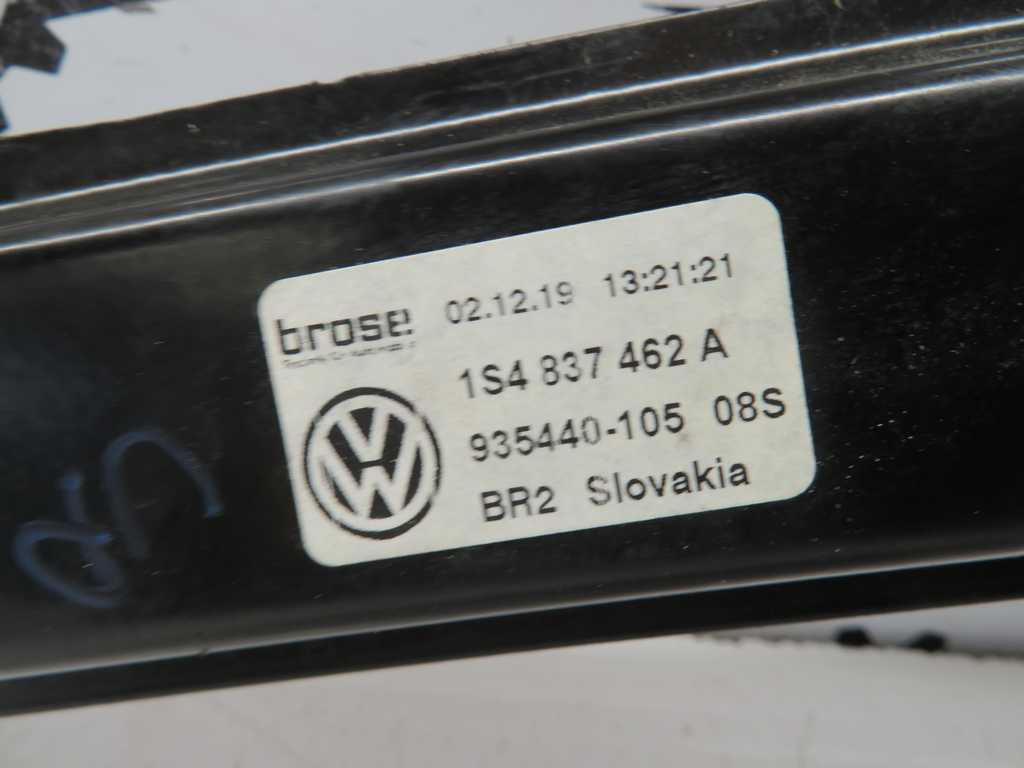 brose 02.12.19 13:21:21
1S4 837 462 A
935440-105 08S
BR2 Slovakia